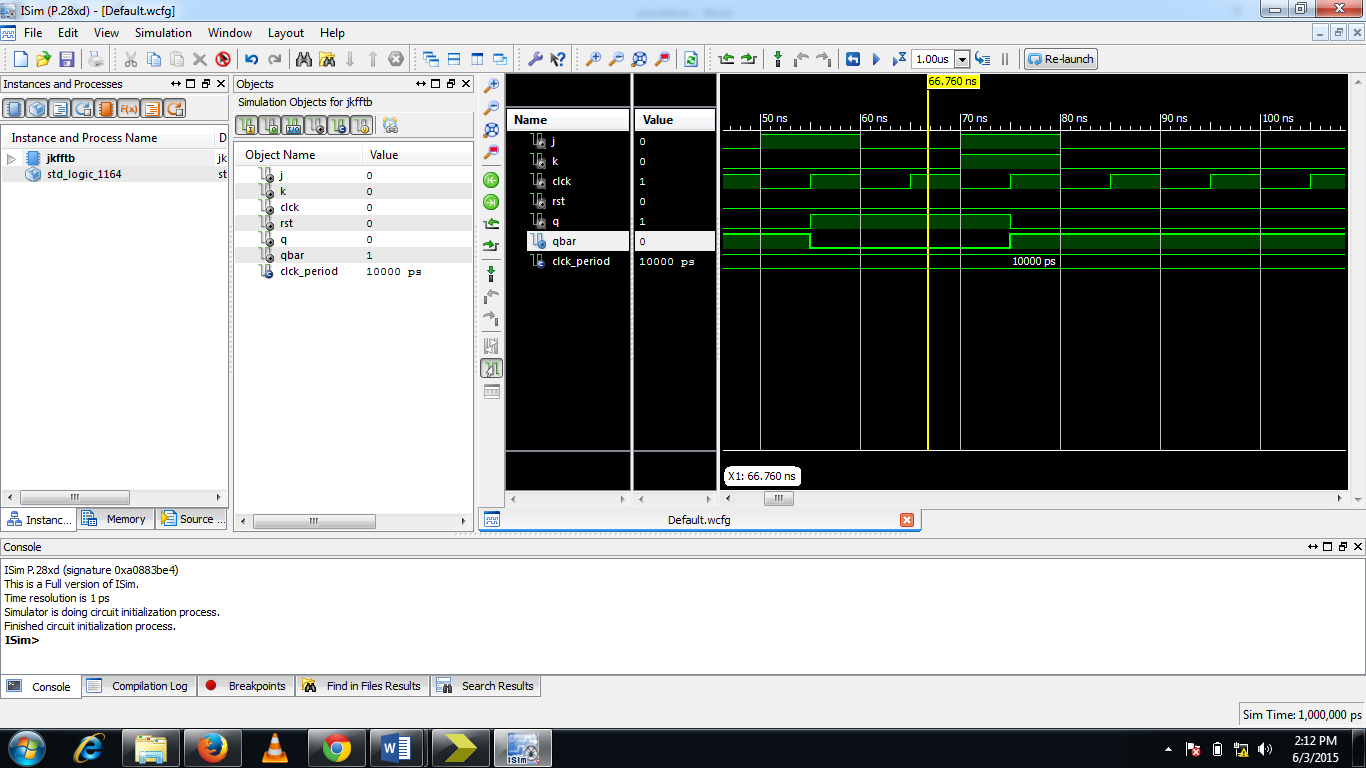 ISim (P.28xd) - [Default.wcfg]
File Edit View Simulation Window Layout Help
1.00us Re-launch
Instances and Processes
Instance and Process Name D
jkfftb jk
std_logic_1164 st
Instanc... Memory Source ...
Objects
Simulation Objects for jkfftb
Object Name Value
j 0
k 0
clck 0
rst 0
q 0
qbar 1
clck_period 10000 ps
Name Value
j 0
k 0
clck 1
rst 0
q 1
qbar 0
clck_period 10000 ps
66.760 ns
50 ns 60 ns 70 ns 80 ns 90 ns 100 ns
10000 ps
X1: 66.760 ns
Default.wcfg
Console
ISim P.28xd (signature 0xa0883be4)
This is a Full version of ISim.
Time resolution is 1 ps
Simulator is doing circuit initialization process.
Finished circuit initialization process.
ISim>
Console Compilation Log Breakpoints Find in Files Results Search Results
Sim Time: 1,000,000 ps
ISim
2:12 PM
6/3/2015